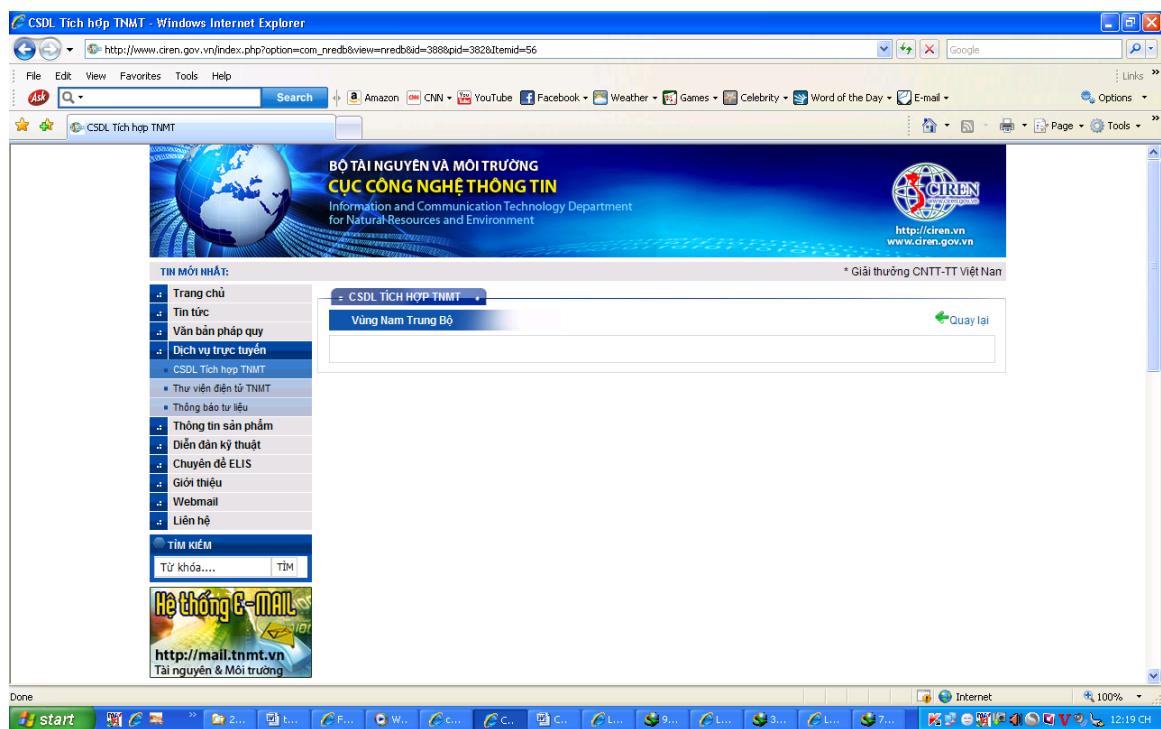 CSDL Tích hợp TNMT - Windows Internet Explorer
http://www.ciren.gov.vn/index.php?option=com_nredb&view=nredb&id=388&pid=382&Itemid=56
Google
File Edit View Favorites Tools Help
Links
Ask
Search
Amazon CNN YouTube Facebook Weather Games Celebrity Word of the Day E-mail
Options
CSDL Tích hợp TNMT
Page Tools
BỘ TÀI NGUYÊN VÀ MÔI TRƯỜNG
CỤC CÔNG NGHỆ THÔNG TIN
Information and Communication Technology Department
for Natural Resources and Environment
CIREN
http://ciren.vn
www.ciren.gov.vn
TIN MỚI NHẤT:
* Giải thưởng CNTT-TT Việt Nam
Trang chủ
Tin tức
Văn bản pháp quy
Dịch vụ trực tuyến
CSDL Tích hợp TNMT
Thư viện điện tử TNMT
Thông báo tư liệu
Thông tin sản phẩm
Diễn đàn kỹ thuật
Chuyên đề ELIS
Giới thiệu
Webmail
Liên hệ
CSDL TÍCH HỢP TNMT
Vùng Nam Trung Bộ
Quay lại
TÌM KIẾM
Từ khóa....
TÌM
Hệ thống E-MAIL
http://mail.tnmt.vn
Tài nguyên & Môi trường
Done
Internet
100%
start
2...
t...
F...
W..
C...
C..
C..
L...
9...
L...
3...
L...
7...
12:19 CH